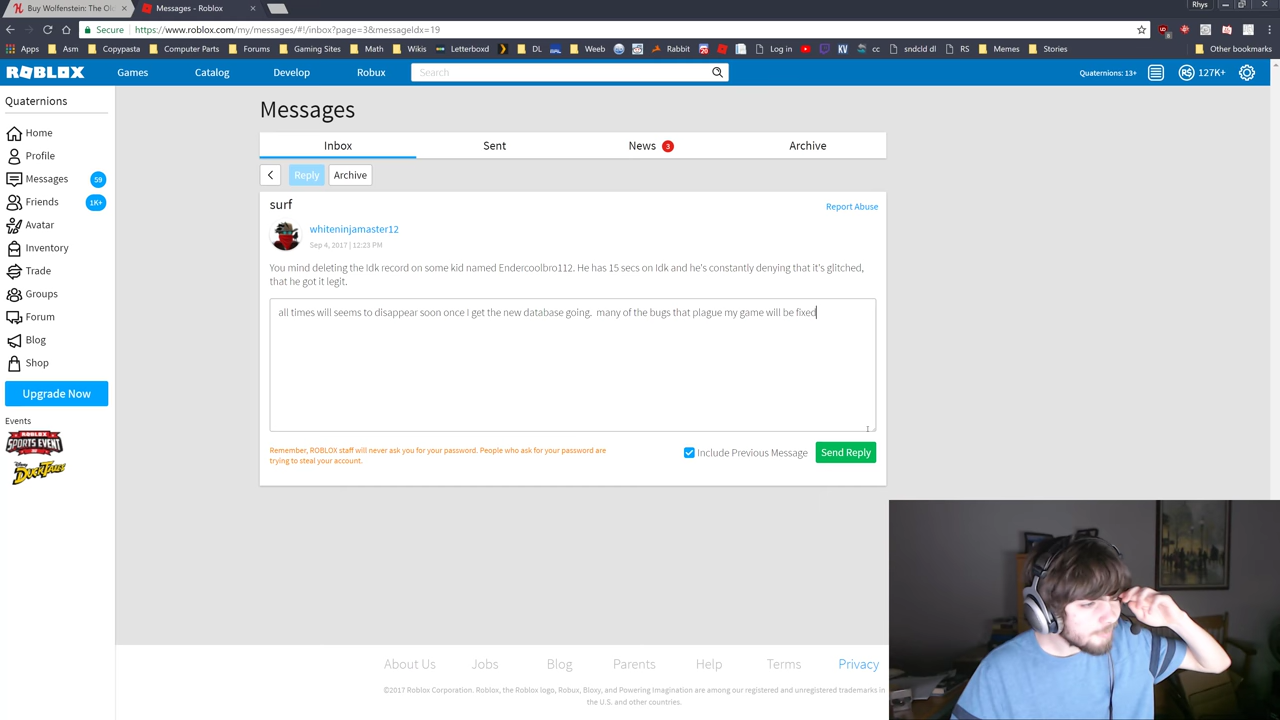 Buy Wolfenstein: The Ol
Messages - Roblox
Rhys
Secure
https://www.roblox.com/my/messages/#!/inbox?page=3&messageIdx=19
Apps
Asm
Copypasta
Computer Parts
Forums
Gaming Sites
Math
Wikis
Letterboxd
DL
Weeb
Rabbit
Log in
KV
cc
sndcld dl
RS
Memes
Stories
Other bookmarks
ROBLOX
Games
Catalog
Develop
Robux
Search
Quaternions: 13+
R$
127K+
Quaternions
Home
Profile
Messages
59
Friends
1K+
Avatar
Inventory
Trade
Groups
Forum
Blog
Shop
Upgrade Now
Events
ROBLOX
SPORTS EVENT
DUCKTALES
Messages
Inbox
Sent
News
3
Archive
Reply
Archive
surf
Report Abuse
whiteninjamaster12
Sep 4, 2017 | 12:23 PM
You mind deleting the Idk record on some kid named Endercoolbro112. He has 15 secs on Idk and he's constantly denying that it's glitched,
that he got it legit.
all times will seems to disappear soon once I get the new database going.  many of the bugs that plague my game will be fixed
Remember, ROBLOX staff will never ask you for your password. People who ask for your password are
trying to steal your account.
Include Previous Message
Send Reply
About Us
Jobs
Blog
Parents
Help
Terms
Privacy
©2017 Roblox Corporation. Roblox, the Roblox logo, Robux, Bloxy, and Powering Imagination are among our registered and unregistered trademarks in
the U.S. and other countries.